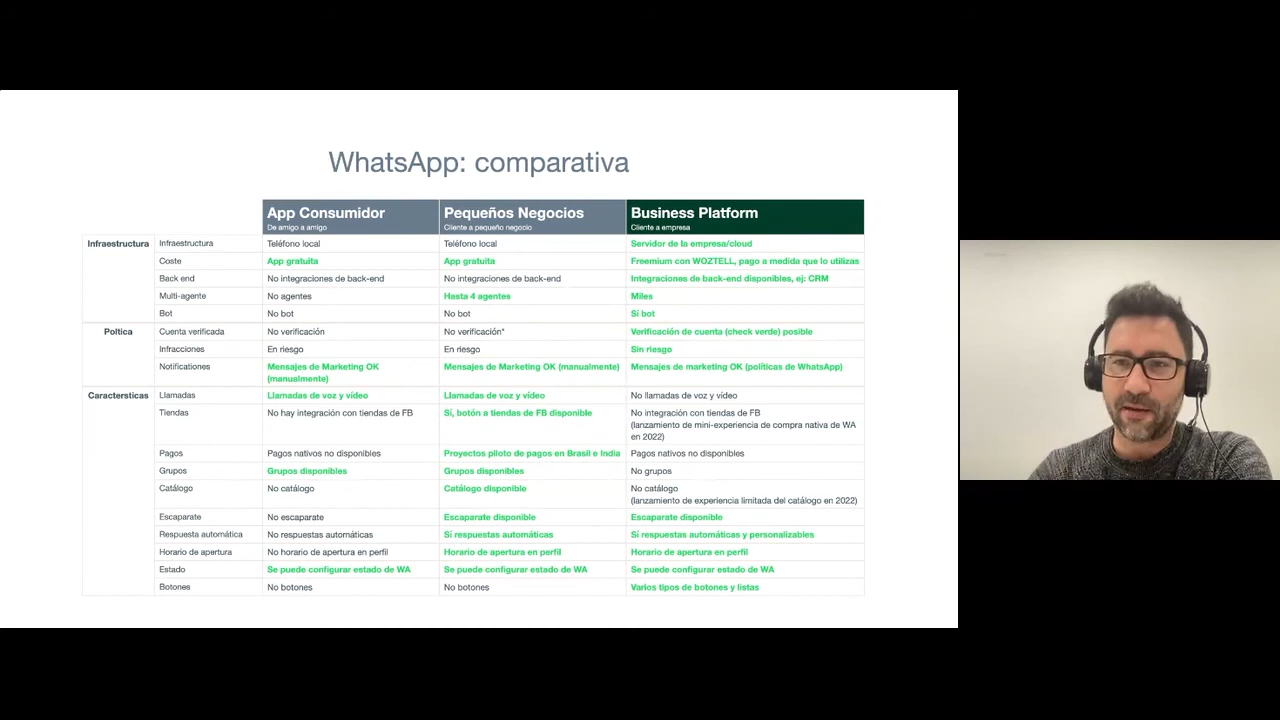 WhatsApp: comparativa
App Consumidor
De amigo a amigo
Pequeños Negocios
Cliente a pequeño negocio
Business Platform
Cliente a empresa
Infraestructura Infraestructura Teléfono local Teléfono local Servidor de la empresa/cloud
Coste App gratuita App gratuita Freemium con WOZTELL, pago a medida que lo utilizas
Back end No integraciones de back-end No integraciones de back-end Integraciones de back-end disponibles, ej: CRM
Multi-agente No agentes Hasta 4 agentes Miles
Bot No bot No bot Sí bot
Poltica Cuenta verificada No verificación No verificación* Verificación de cuenta (check verde) posible
Infracciones En riesgo En riesgo Sin riesgo
Notificationes Mensajes de Marketing OK
(manualmente)
Mensajes de Marketing OK (manualmente) Mensajes de marketing OK (políticas de WhatsApp)
Caractersticas Llamadas Llamadas de voz y vídeo Llamadas de voz y vídeo No llamadas de voz y vídeo
Tiendas No hay integración con tiendas de FB Sí, botón a tiendas de FB disponible No integración con tiendas de FB
(lanzamiento de mini-experiencia de compra nativa de WA
en 2022)
Pagos Pagos nativos no disponibles Proyectos piloto de pagos en Brasil e India Pagos nativos no disponibles
Grupos Grupos disponibles Grupos disponibles No grupos
Catálogo No catálogo Catálogo disponible No catálogo
(lanzamiento de experiencia limitada del catálogo en 2022)
Escaparate No escaparate Escaparate disponible Escaparate disponible
Respuesta automática No respuestas automáticas Sí respuestas automáticas Sí respuestas automáticas y personalizables
Horario de apertura No horario de apertura en perfil Horario de apertura en perfil Horario de apertura en perfil
Estado Se puede configurar estado de WA Se puede configurar estado de WA Se puede configurar estado de WA
Botones No botones No botones Varios tipos de botones y listas